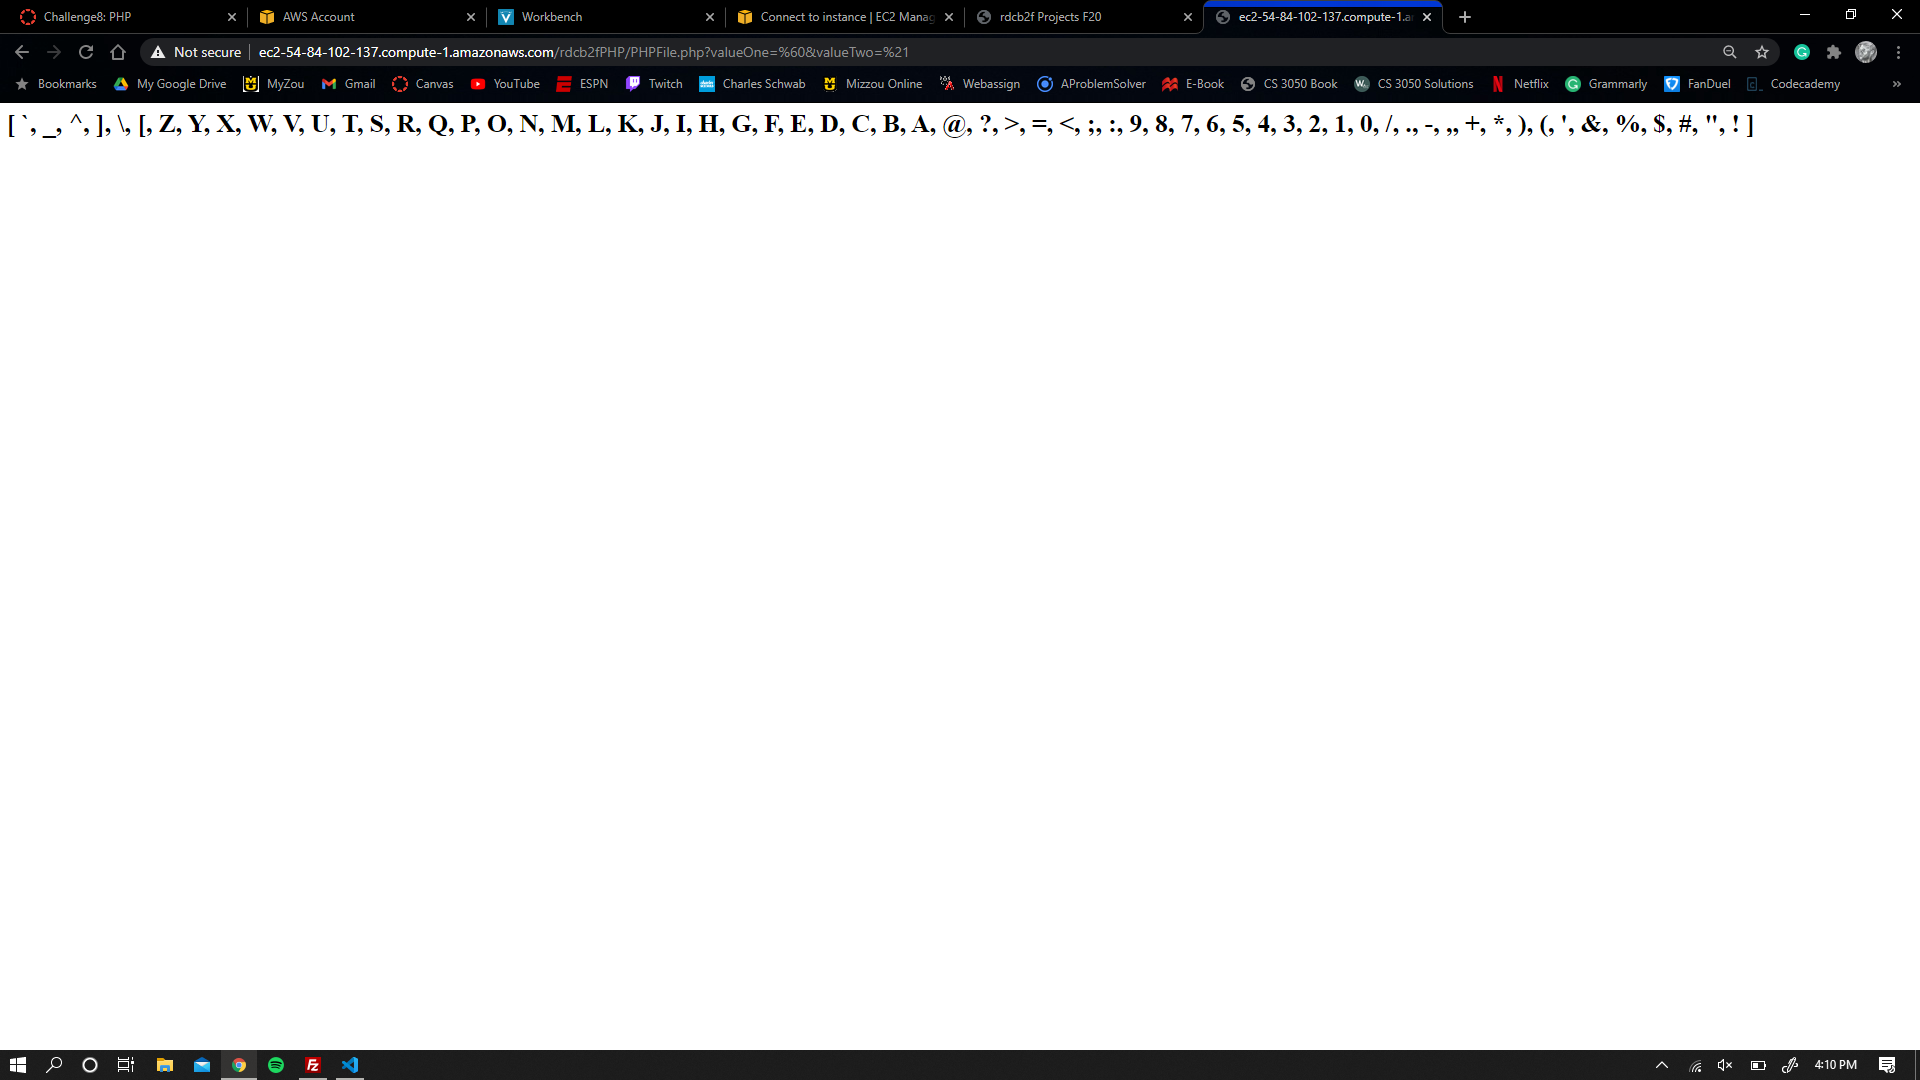 Challenge8: PHP
AWS Account
Workbench
Connect to instance | EC2 Manag
rdcb2f Projects F20
ec2-54-84-102-137.compute-1.a
Not secure
ec2-54-84-102-137.compute-1.amazonaws.com/rdcb2fPHP/PHPFile.php?valueOne=%60&valueTwo=%21
Bookmarks My Google Drive MyZou Gmail Canvas YouTube ESPN Twitch Charles Schwab Mizzou Online Webassign AProblemSolver E-Book CS 3050 Book CS 3050 Solutions Netflix Grammarly FanDuel Codecademy »
[ `, _, ^, ], \, [, Z, Y, X, W, V, U, T, S, R, Q, P, O, N, M, L, K, J, I, H, G, F, E, D, C, B, A, @, ?, >, =, <, ;, :, 9, 8, 7, 6, 5, 4, 3, 2, 1, 0, /, ., -, ,, +, *, ), (, ', &, %, $, #, ", ! ]
4:10 PM